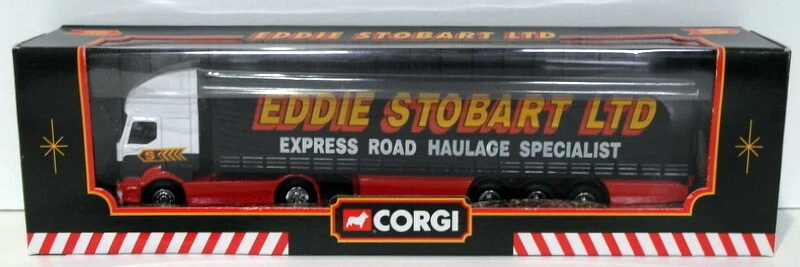 EDDIE STOBART LTD
EDDIE STOBART LTD
EXPRESS ROAD HAULAGE SPECIALIST
S
CORGI